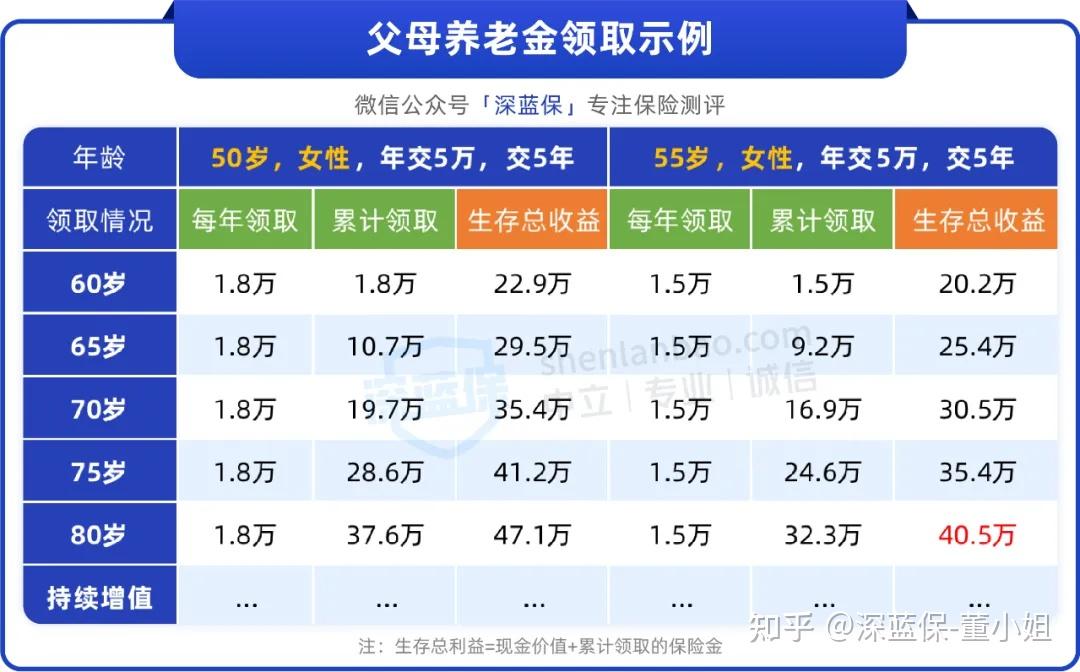 父母养老金领取示例
微信公众号「深蓝保」专注保险测评
年龄 50岁，女性，年交5万，交5年 55岁，女性，年交5万，交5年
领取情况 每年领取 累计领取 生存总收益 每年领取 累计领取 生存总收益
60岁 1.8万 1.8万 22.9万 1.5万 1.5万 20.2万
65岁 1.8万 10.7万 29.5万 1.5万 9.2万 25.4万
70岁 1.8万 19.7万 35.4万 1.5万 16.9万 30.5万
75岁 1.8万 28.6万 41.2万 1.5万 24.6万 35.4万
80岁 1.8万 37.6万 47.1万 1.5万 32.3万 40.5万
持续增值 ... ... ... ... ... ...
注：生存总利益=现金价值+累计领取的保险金
深蓝保
shenlanbao.com
中立｜专业｜诚信
知乎 @深蓝保-董小姐